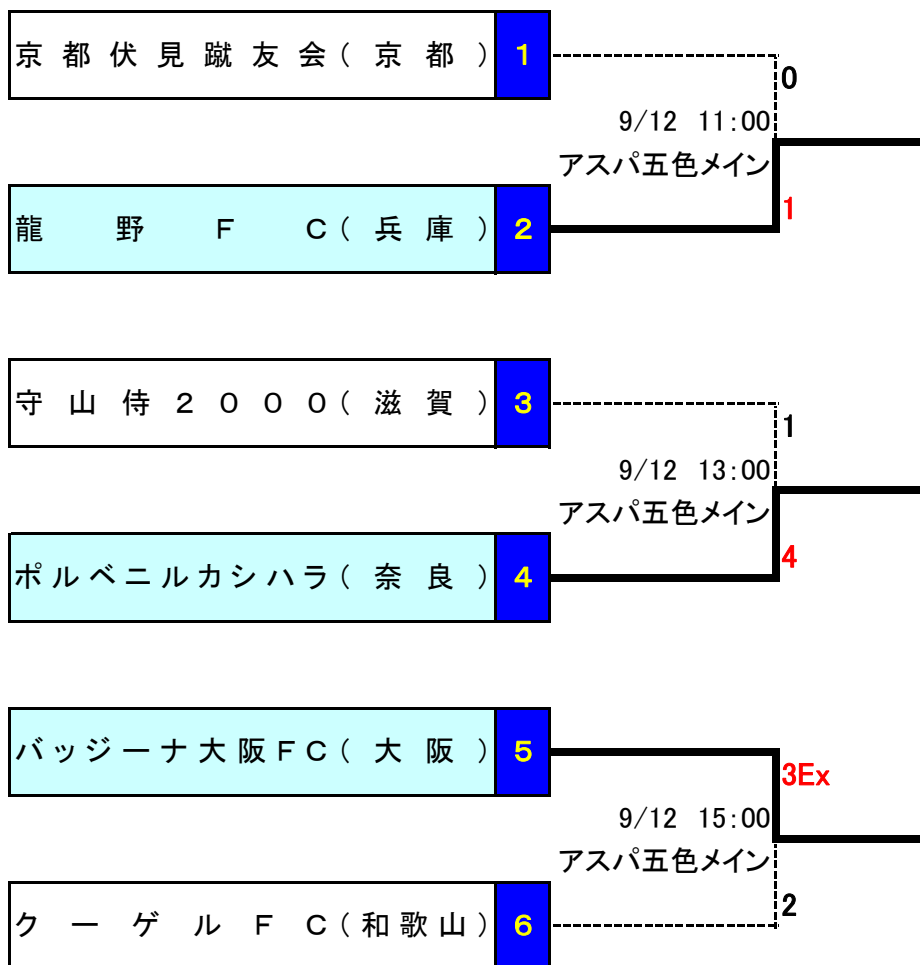 京都伏見蹴友会(京都) 1
0
9/12 11:00
アスパ五色メイン
龍野FC(兵庫) 2
1
守山侍2000(滋賀) 3
1
9/12 13:00
アスパ五色メイン
ポルベニルカシハラ(奈良) 4
4
バッジーナ大阪FC(大阪) 5
3Ex
9/12 15:00
アスパ五色メイン
クーゲルFC(和歌山) 6
2